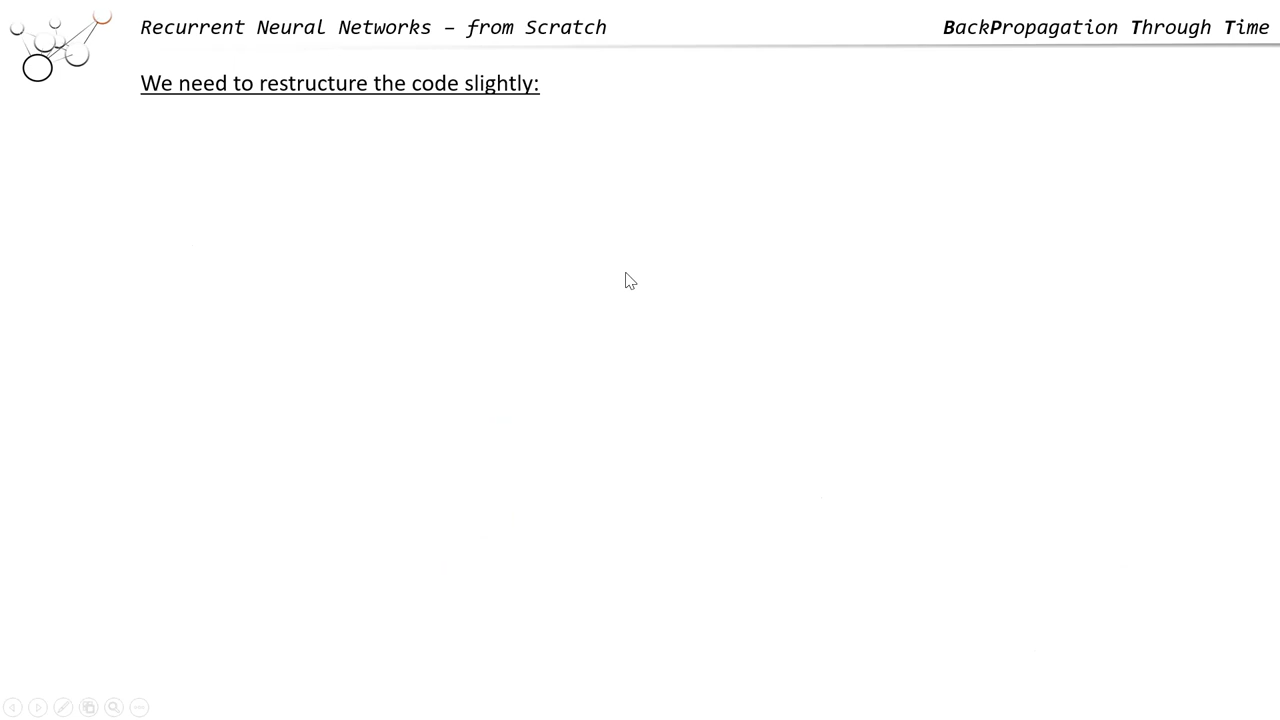 Recurrent Neural Networks – from Scratch
BackPropagation Through Time
We need to restructure the code slightly: